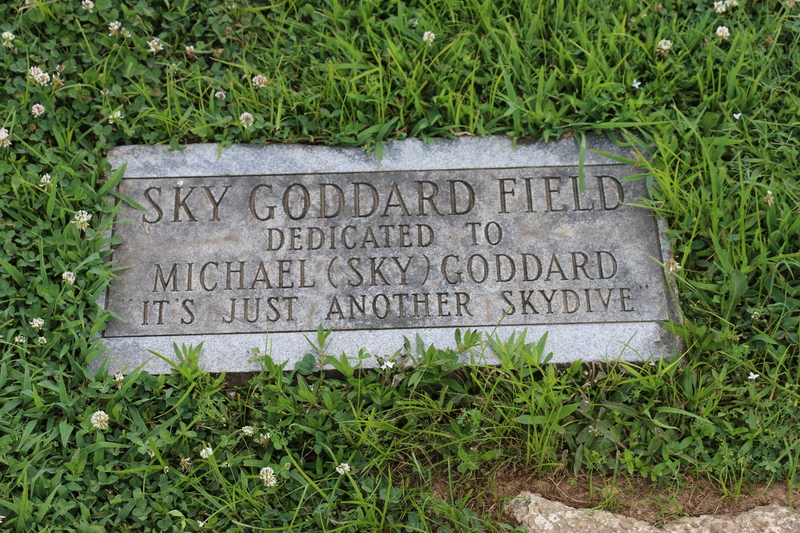 SKY GODDARD FIELD
DEDICATED TO
MICHAEL (SKY) GODDARD
"IT'S JUST ANOTHER SKYDIVE"